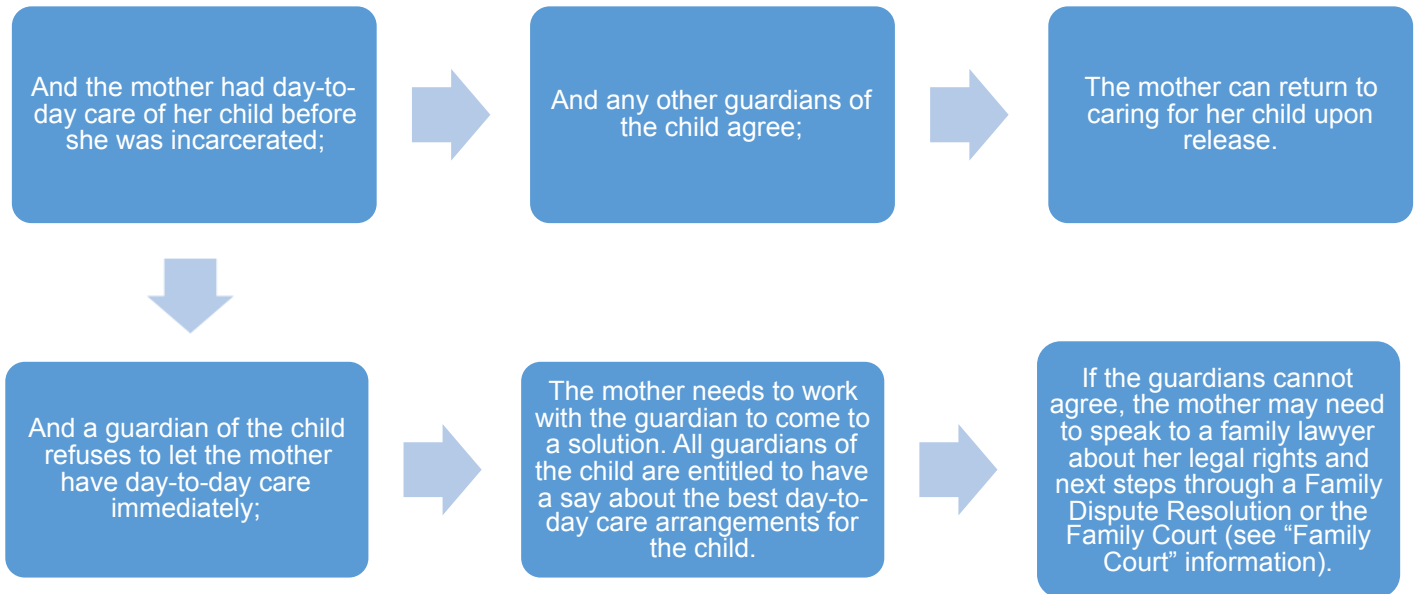 And the mother had day-to-
day care of her child before
she was incarcerated;
And any other guardians of
the child agree;
The mother can return to
caring for her child upon
release.
And a guardian of the child
refuses to let the mother
have day-to-day care
immediately;
The mother needs to work
with the guardian to come to
a solution. All guardians of
the child are entitled to have
a say about the best day-to-
day care arrangements for
the child.
If the guardians cannot
agree, the mother may need
to speak to a family lawyer
about her legal rights and
next steps through a Family
Dispute Resolution or the
Family Court (see “Family
Court” information).